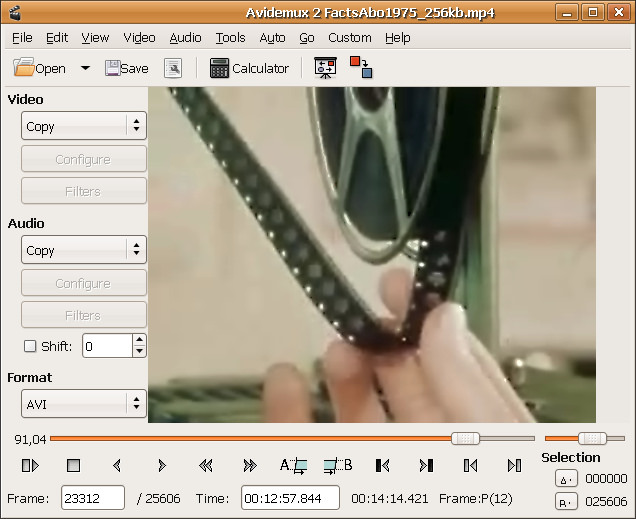 Avidemux 2 FactsAbo1975_256kb.mp4
File Edit View Video Audio Tools Auto Go Custom Help
Open Save Calculator
Video
Copy
Configure
Filters
Audio
Copy
Configure
Filters
Shift: 0
Format
AVI
91,04
A B
Selection
A: 000000
B: 025606
Frame: 23312 / 25606 Time: 00:12:57.844 00:14:14.421 Frame:P(12)